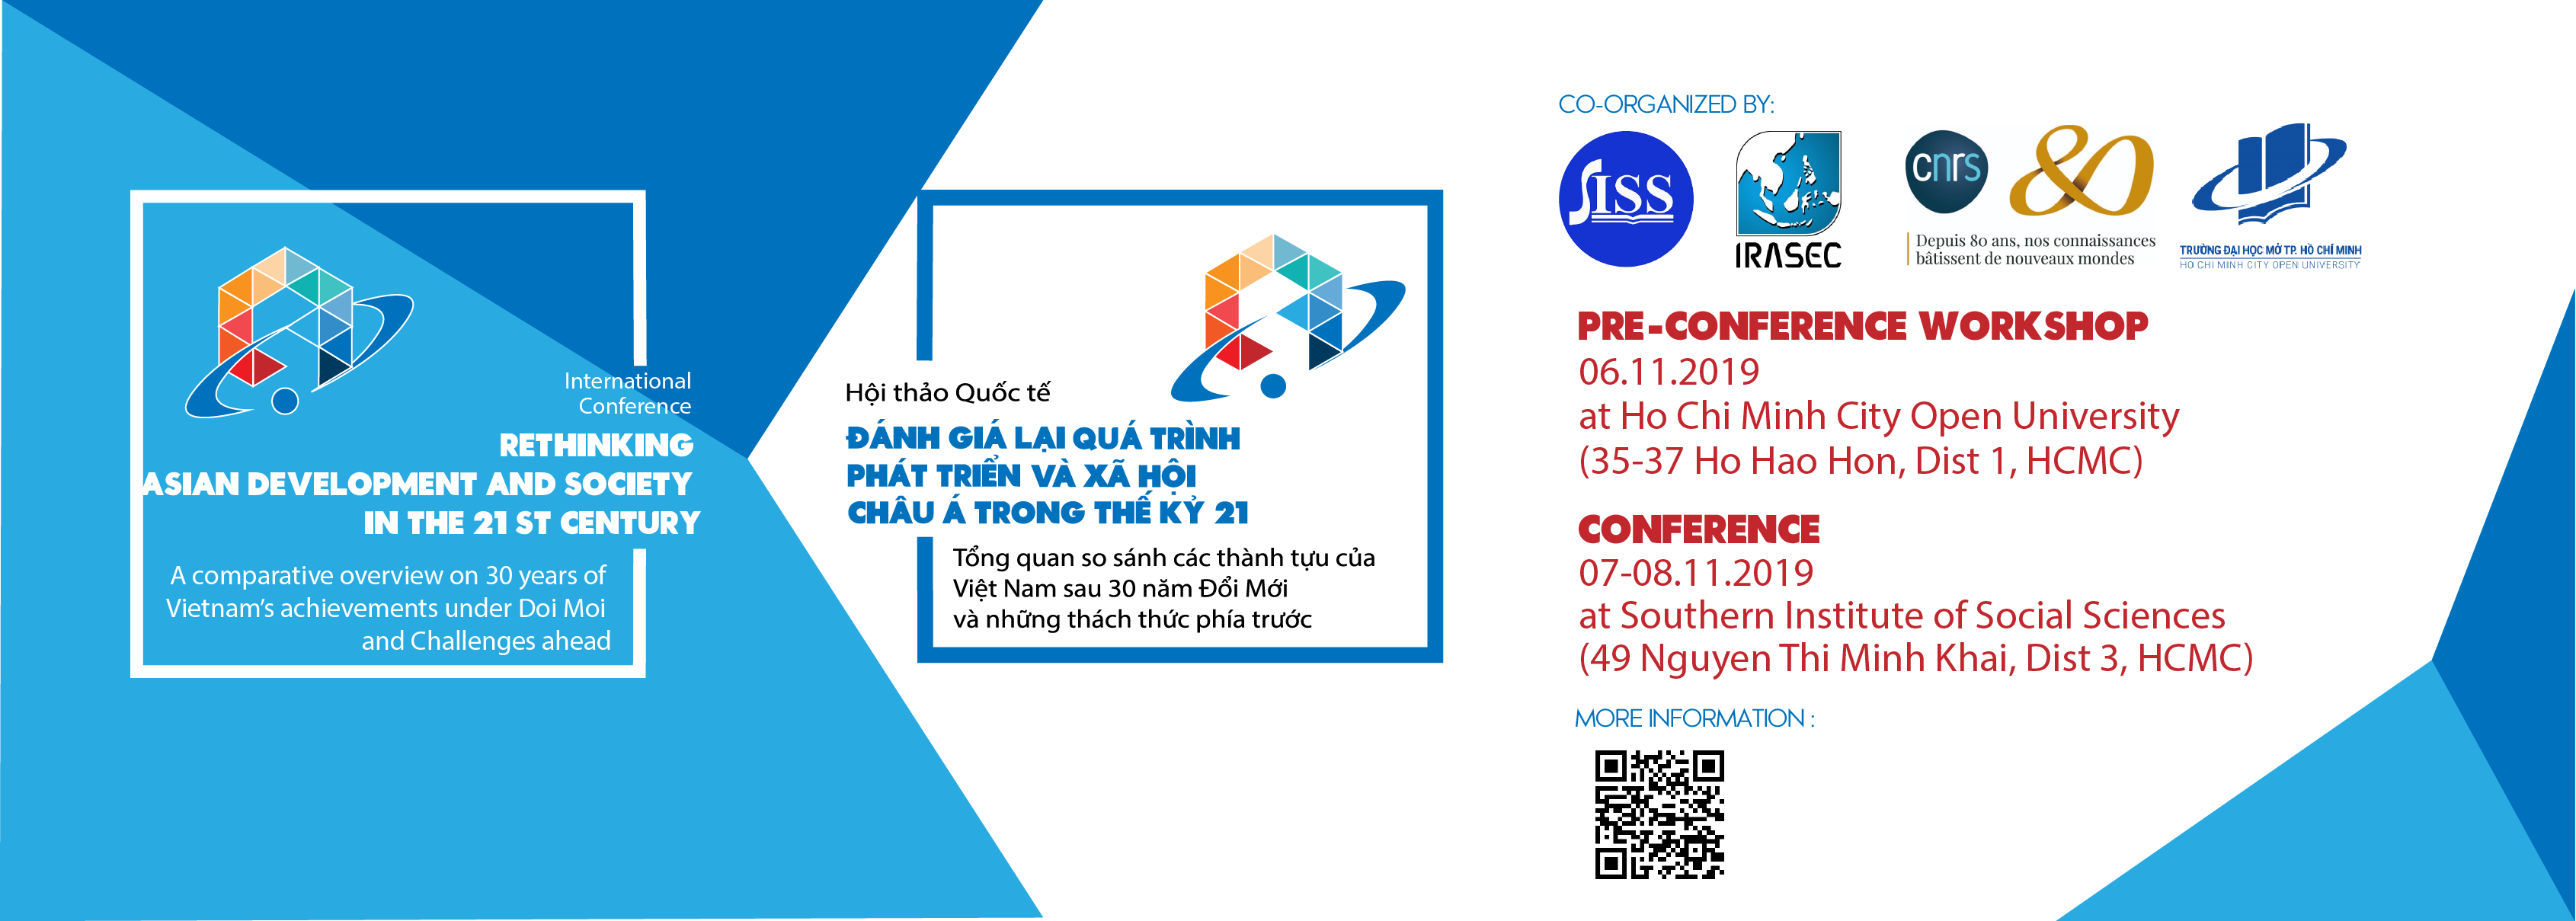 International
Conference
RETHINKING
ASIAN DEVELOPMENT AND SOCIETY
IN THE 21 ST CENTURY
A comparative overview on 30 years of
Vietnam's achievements under Doi Moi
and Challenges ahead
Hội thảo Quốc tế
ĐÁNH GIÁ LẠI QUÁ TRÌNH
PHÁT TRIỂN VÀ XÃ HỘI
CHÂU Á TRONG THẾ KỶ 21
Tổng quan so sánh các thành tựu của
Việt Nam sau 30 năm Đổi Mới
và những thách thức phía trước
CO-ORGANIZED BY:
SISS
IRASEC
cnrs
80
Depuis 80 ans, nos connaissances
bâtissent de nouveaux mondes
TRƯỜNG ĐẠI HỌC MỞ TP. HỒ CHÍ MINH
HO CHI MINH CITY OPEN UNIVERSITY
PRE-CONFERENCE WORKSHOP
06.11.2019
at Ho Chi Minh City Open University
(35-37 Ho Hao Hon, Dist 1, HCMC)
CONFERENCE
07-08.11.2019
at Southern Institute of Social Sciences
(49 Nguyen Thi Minh Khai, Dist 3, HCMC)
MORE INFORMATION :